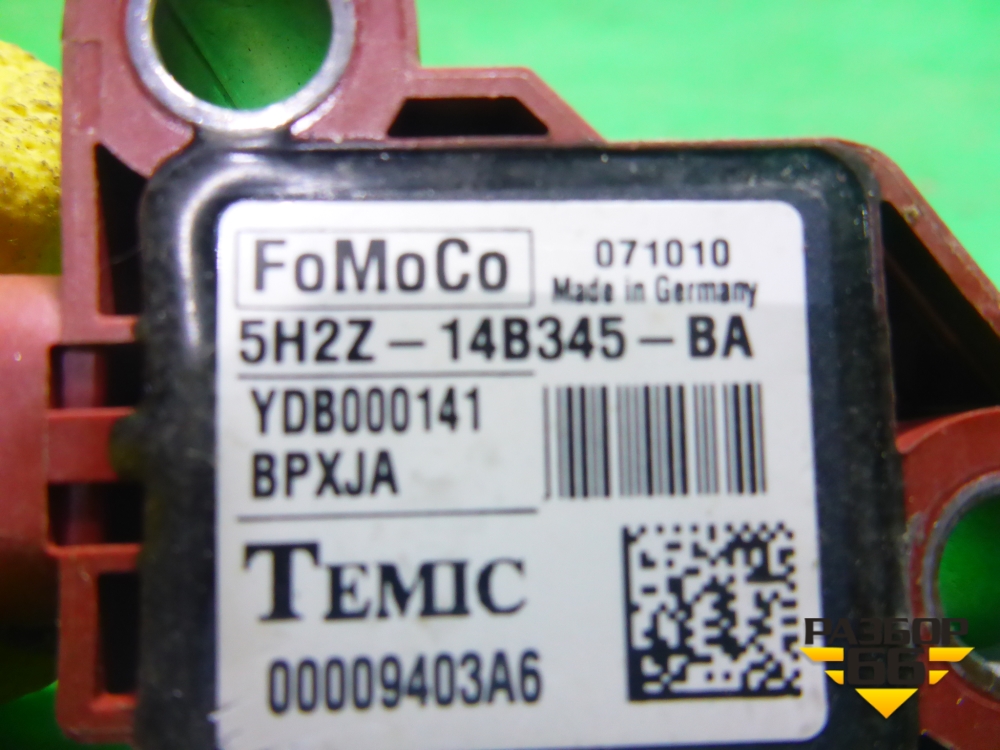 FoMoCo
071010
Made in Germany
5H2Z – 14B345 – BA
YDB000141
BPXJA
TEMIC
00009403A6
РАЗБОР
66